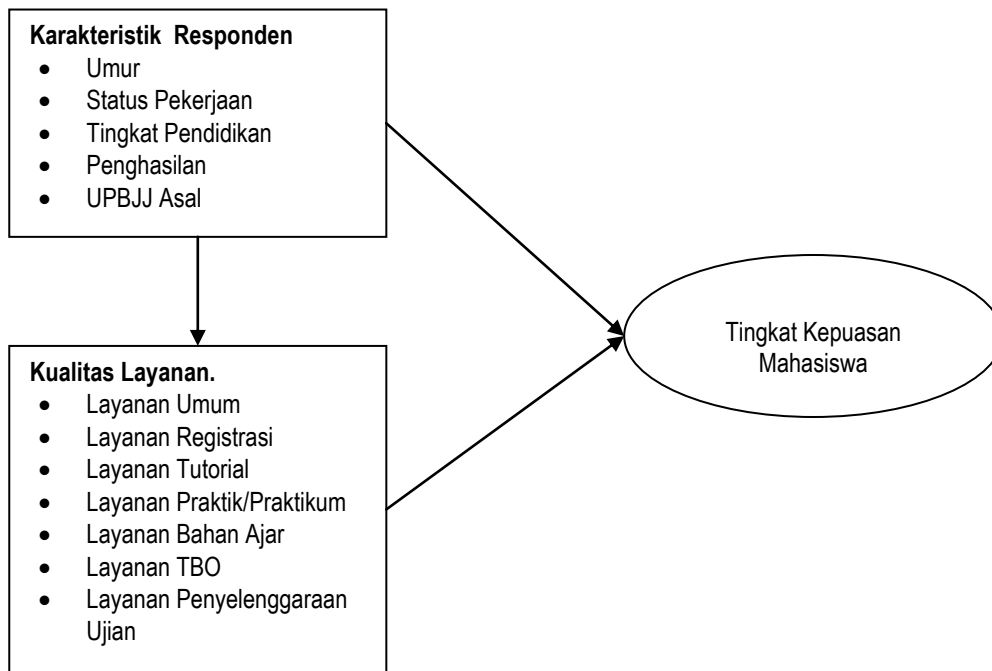 Karakteristik Responden
• Umur
• Status Pekerjaan
• Tingkat Pendidikan
• Penghasilan
• UPBJJ Asal
Kualitas Layanan.
• Layanan Umum
• Layanan Registrasi
• Layanan Tutorial
• Layanan Praktik/Praktikum
• Layanan Bahan Ajar
• Layanan TBO
• Layanan Penyelenggaraan
Ujian
Tingkat Kepuasan
Mahasiswa